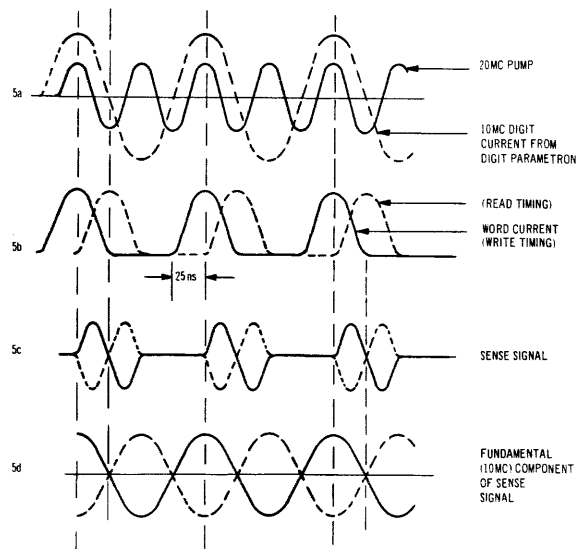 20MC PUMP
5a
10MC DIGIT
CURRENT FROM
DIGIT PARAMETRON
(READ TIMING)
WORD CURRENT
(WRITE TIMING)
5b
25 ns
5c
SENSE SIGNAL
5d
FUNDAMENTAL
(10MC) COMPONENT
OF SENSE
SIGNAL